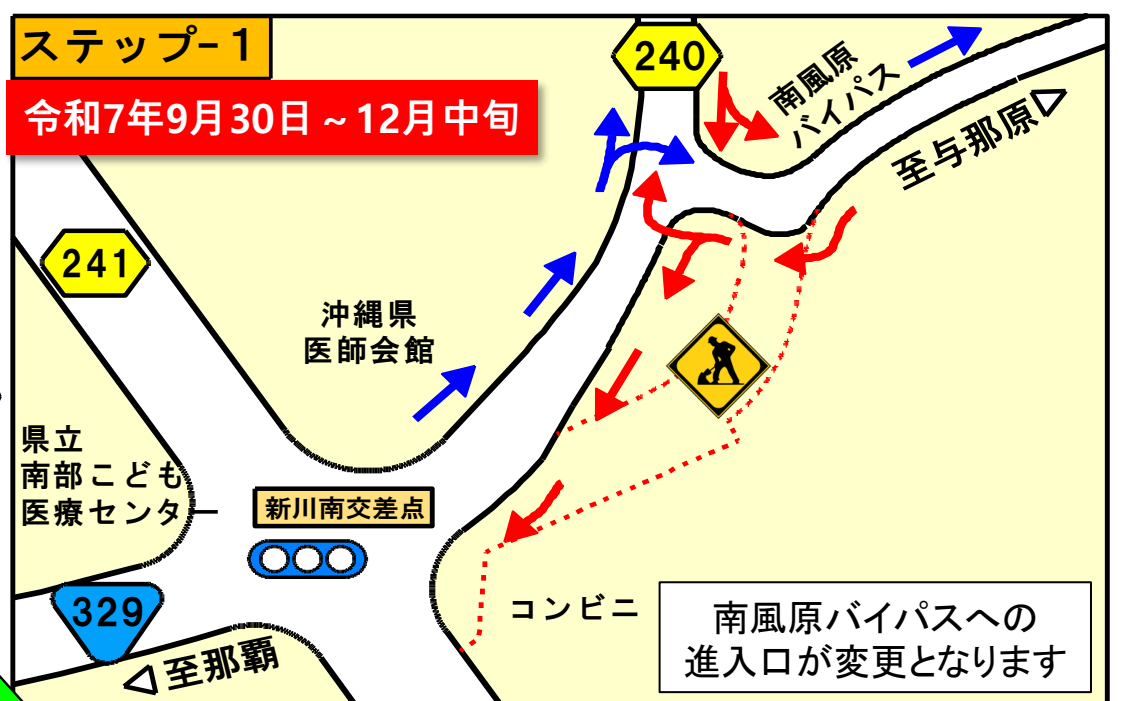 ステップ-1
令和7年9月30日~12月中旬
240
南風原
バイパス
至与那原
241
沖縄県
医師会館
県立
南部こども
医療センター
新川南交差点
329
至那覇
コンビニ
南風原バイパスへの
進入口が変更となります